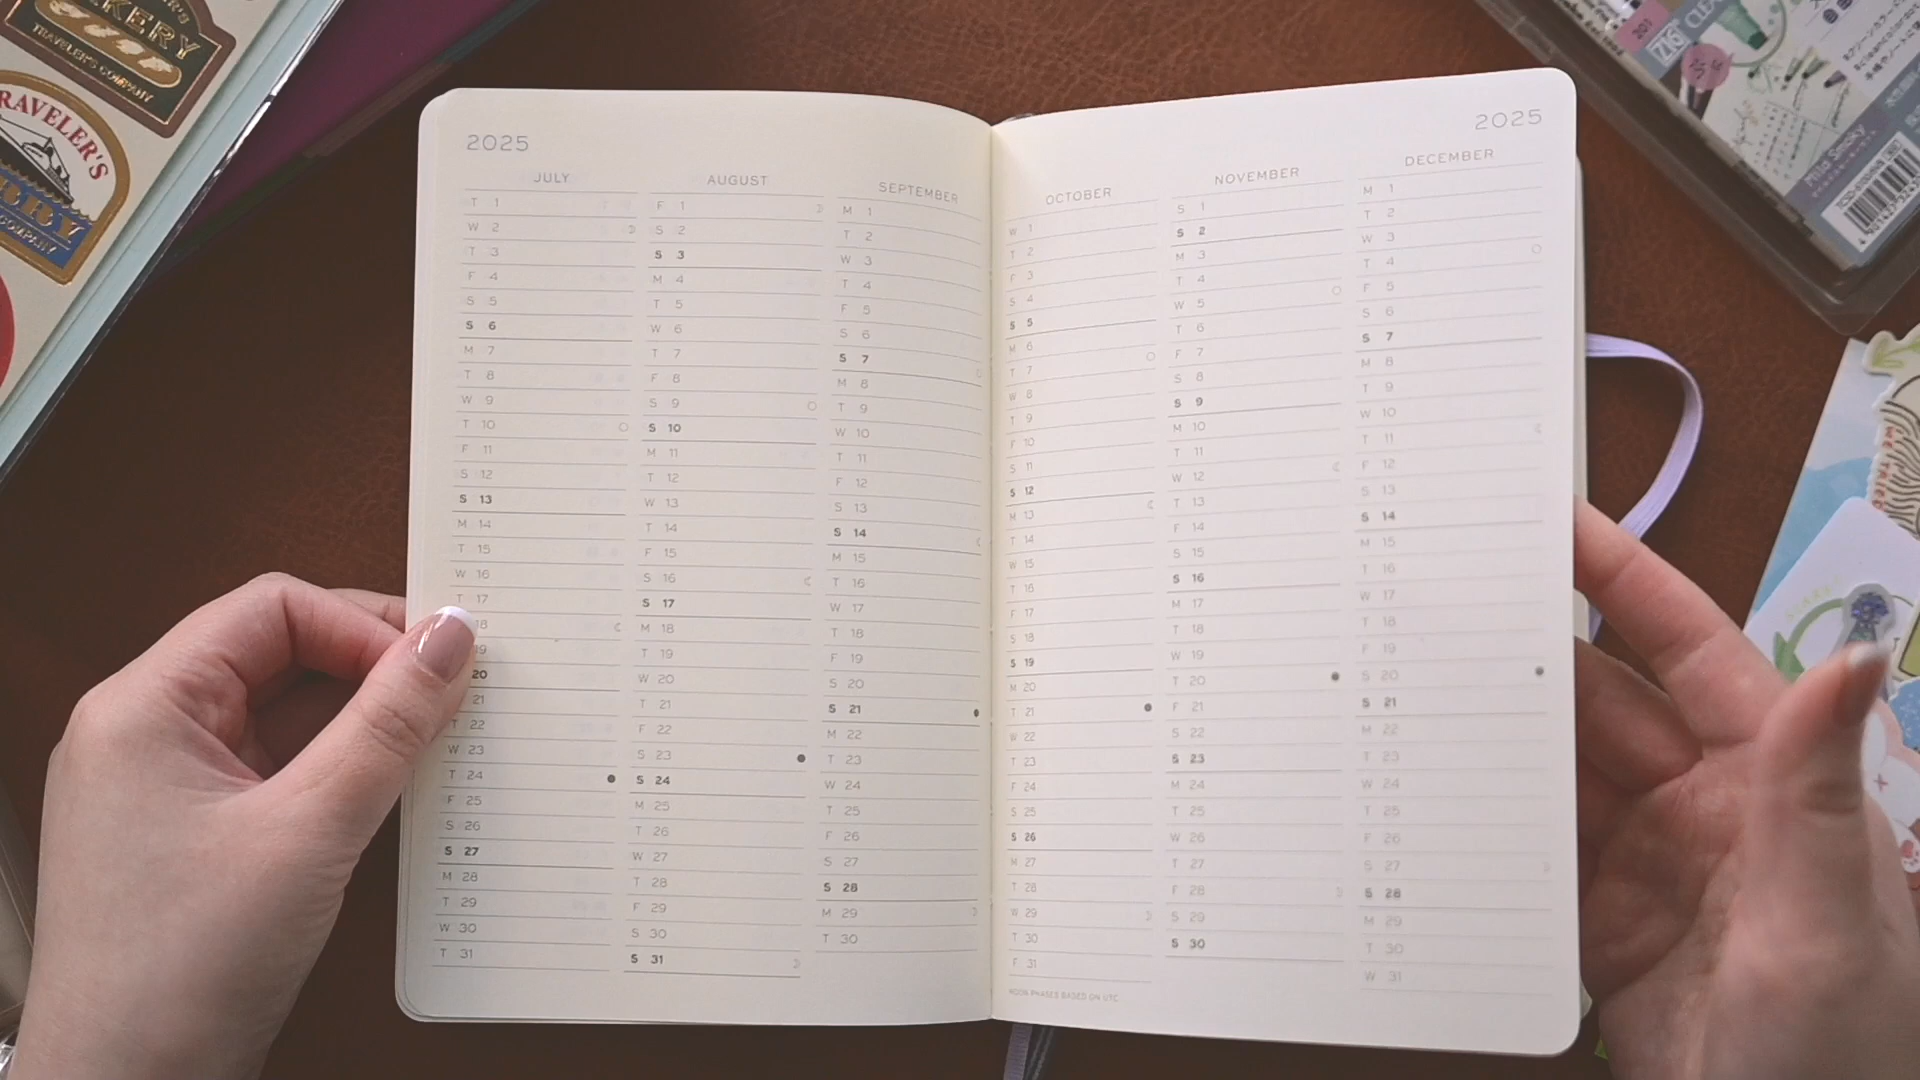 2025
JULY
T 1
W 2
T 3
F 4
S 5
S 6
M 7
T 8
W 9
T 10
F 11
S 12
S 13
M 14
T 15
W 16
T 17
18
19
20
21
T 22
W 23
T 24
F 25
S 26
S 27
M 28
T 29
W 30
T 31
AUGUST
F 1
S 2
S 3
M 4
T 5
W 6
T 7
F 8
S 9
S 10
M 11
T 12
W 13
T 14
F 15
S 16
S 17
M 18
T 19
W 20
T 21
F 22
S 23
S 24
M 25
T 26
W 27
T 28
F 29
S 30
S 31
SEPTEMBER
M 1
T 2
W 3
T 4
F 5
S 6
S 7
M 8
T 9
W 10
T 11
F 12
S 13
S 14
M 15
T 16
W 17
T 18
F 19
S 20
S 21
M 22
T 23
W 24
T 25
F 26
S 27
S 28
M 29
T 30
2025
OCTOBER
W 1
T 2
F 3
S 4
S 5
M 6
T 7
W 8
T 9
F 10
S 11
S 12
M 13
T 14
W 15
T 16
F 17
S 18
S 19
M 20
T 21
W 22
T 23
F 24
S 25
S 26
M 27
T 28
W 29
T 30
F 31
MOON PHASES BASED ON UTC
NOVEMBER
S 1
S 2
M 3
T 4
W 5
T 6
F 7
S 8
S 9
M 10
T 11
W 12
T 13
F 14
S 15
S 16
M 17
T 18
W 19
T 20
F 21
S 22
S 23
M 24
T 25
W 26
T 27
F 28
S 29
S 30
DECEMBER
M 1
T 2
W 3
T 4
F 5
S 6
S 7
M 8
T 9
W 10
T 11
F 12
S 13
S 14
M 15
T 16
W 17
T 18
F 19
S 20
S 21
M 22
T 23
W 24
T 25
F 26
S 27
S 28
M 29
T 30
W 31
TRAVELER'S COMPANY
RAVELER'S
COMPANY
201
716 CLEA